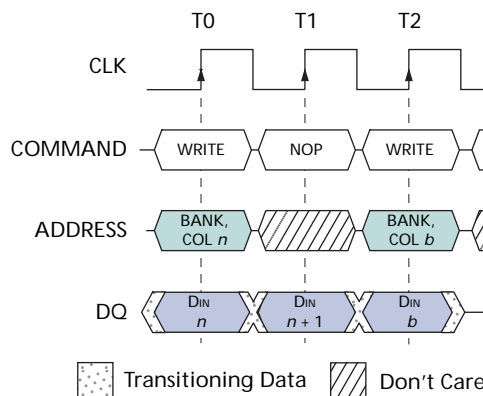 T0 T1 T2
CLK
COMMAND WRITE NOP WRITE
ADDRESS BANK, COL n BANK, COL b
DQ DIN n DIN n + 1 DIN b
Transitioning Data Don't Care